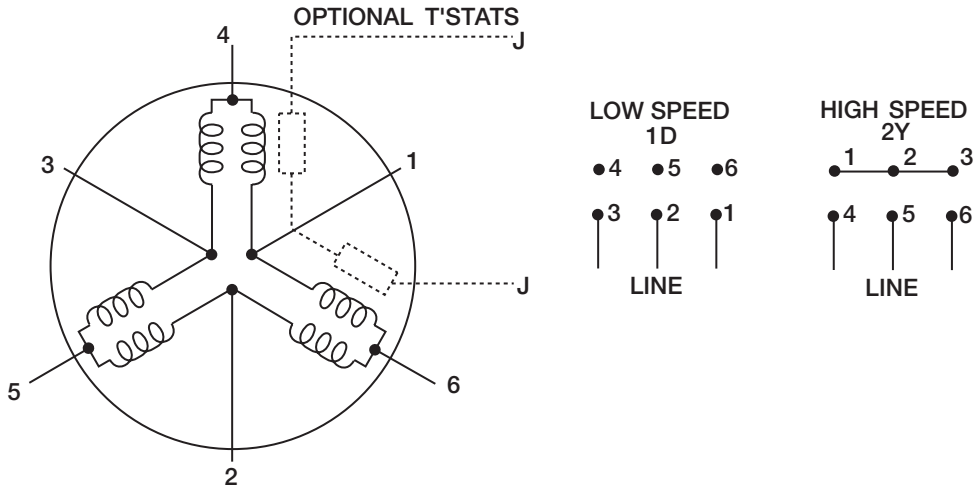 OPTIONAL T'STATS
J
4
3
1
J
5
6
2
LOW SPEED
1D
4 5 6
3 2 1
LINE
HIGH SPEED
2Y
1 2 3
4 5 6
LINE